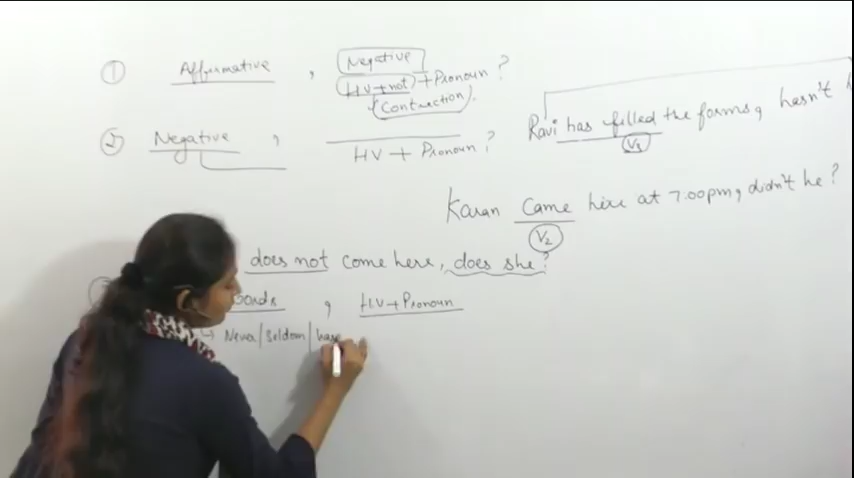 ① Affirmative , Negative
HV+not + Pronoun ?
(Contraction).
② Negative , HV + Pronoun ?
Ravi has filled the forms, hasn't
V3
Karan came here at 7.00pm, didn't he ?
V2
does not come here, does she ?
, HV + Pronoun
↳ Never | Seldom |